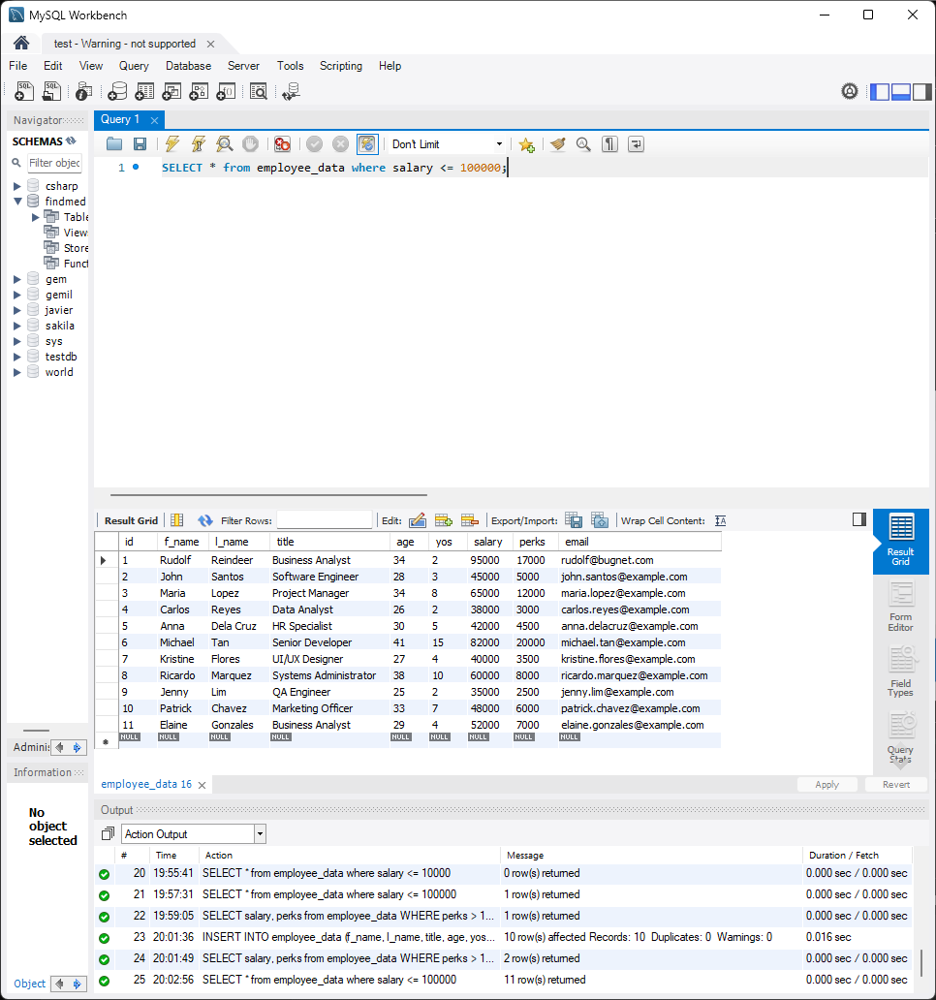 MySQL Workbench
test - Warning - not supported
File Edit View Query Database Server Tools Scripting Help
Navigator
Query 1
SCHEMAS
Don't Limit
Filter objec
1 SELECT * from employee_data where salary <= 100000;
csharp
findmed
Table
Views
Store
Funct
gem
gemil
javier
sakila
sys
testdb
world
Result Grid Filter Rows: Edit: Export/Import: Wrap Cell Content: IA
id f_name l_name title age yos salary perks email
1 Rudolf Reindeer Business Analyst 34 2 95000 17000 rudolf@bugnet.com
2 John Santos Software Engineer 28 3 45000 5000 john.santos@example.com
3 Maria Lopez Project Manager 34 8 65000 12000 maria.lopez@example.com
4 Carlos Reyes Data Analyst 26 2 38000 3000 carlos.reyes@example.com
5 Anna Dela Cruz HR Specialist 30 5 42000 4500 anna.delacruz@example.com
6 Michael Tan Senior Developer 41 15 82000 20000 michael.tan@example.com
7 Kristine Flores UI/UX Designer 27 4 40000 3500 kristine.flores@example.com
8 Ricardo Marquez Systems Administrator 38 10 60000 8000 ricardo.marquez@example.com
9 Jenny Lim QA Engineer 25 2 35000 2500 jenny.lim@example.com
10 Patrick Chavez Marketing Officer 33 7 48000 6000 patrick.chavez@example.com
11 Elaine Gonzales Business Analyst 29 4 52000 7000 elaine.gonzales@example.com
NULL NULL NULL NULL NULL NULL NULL NULL NULL
Result
Grid
Form
Editor
Field
Types
Query
Stats
Adminis
Information
No
object
selected
Object
employee_data 16
Apply Revert
Output
Action Output
# Time Action Message Duration / Fetch
20 19:55:41 SELECT * from employee_data where salary <= 10000 0 row(s) returned 0.000 sec / 0.000 sec
21 19:57:31 SELECT * from employee_data where salary <= 100000 1 row(s) returned 0.000 sec / 0.000 sec
22 19:59:05 SELECT salary, perks from employee_data WHERE perks > 1... 1 row(s) returned 0.000 sec / 0.000 sec
23 20:01:36 INSERT INTO employee_data (f_name, l_name, title, age, yos... 10 row(s) affected Records: 10 Duplicates: 0 Warnings: 0 0.016 sec
24 20:01:49 SELECT salary, perks from employee_data WHERE perks > 1... 2 row(s) returned 0.000 sec / 0.000 sec
25 20:02:56 SELECT * from employee_data where salary <= 100000 11 row(s) returned 0.000 sec / 0.000 sec